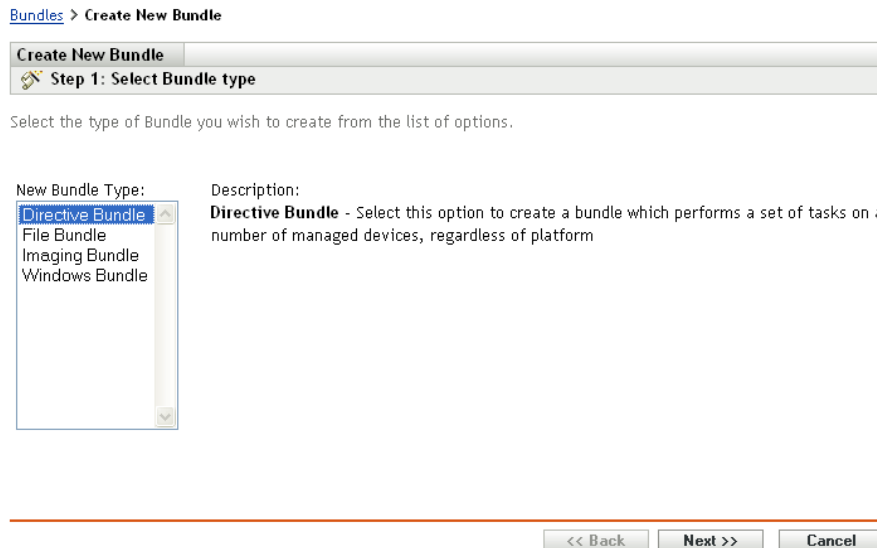 Bundles > Create New Bundle
Create New Bundle
Step 1: Select Bundle type
Select the type of Bundle you wish to create from the list of options.
New Bundle Type:
Directive Bundle
File Bundle
Imaging Bundle
Windows Bundle
Description:
Directive Bundle - Select this option to create a bundle which performs a set of tasks on a
number of managed devices, regardless of platform
<< Back
Next >>
Cancel